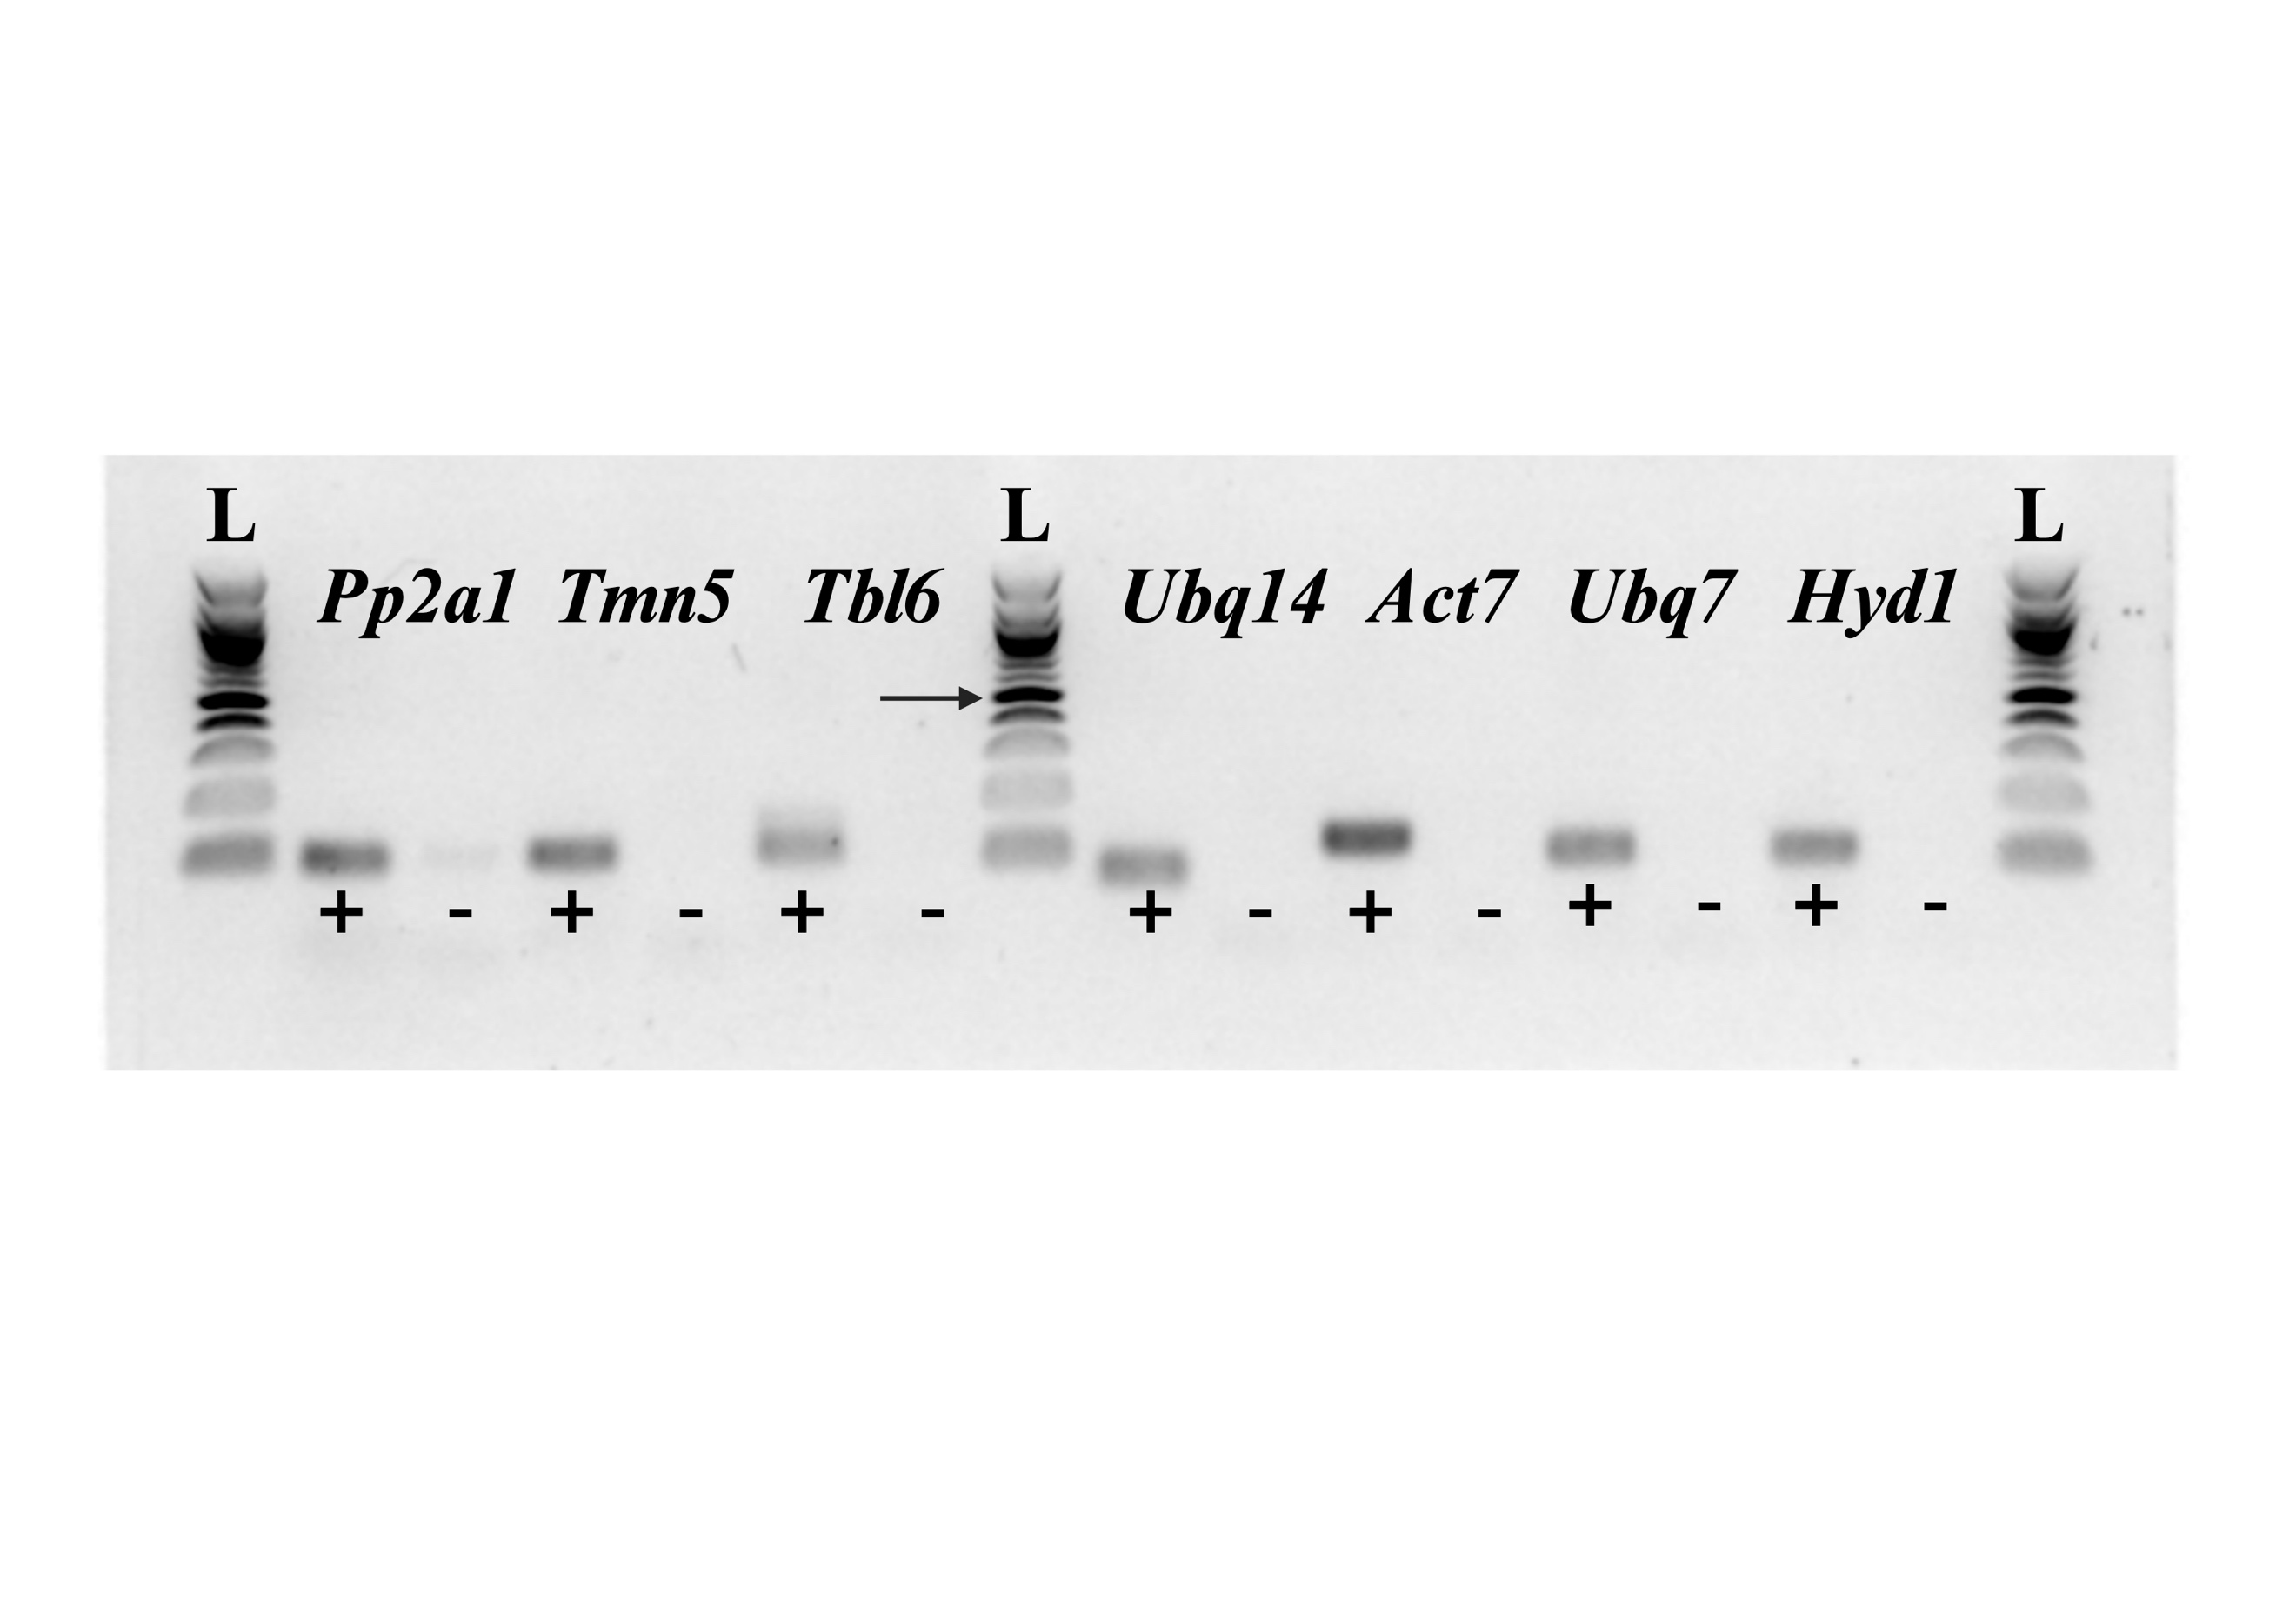 L L L
Pp2a1 Tmn5 Tbl6 Ubq14 Act7 Ubq7 Hyd1
+ - + - + - + - + - + - + -